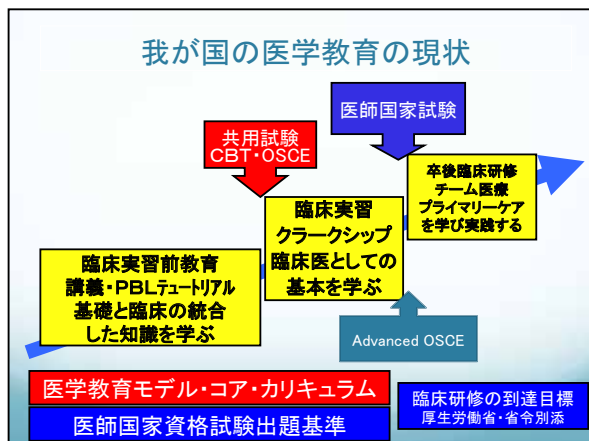 我が国の医学教育の現状
医師国家試験
共用試験
CBT・OSCE
卒後臨床研修
チーム医療
プライマリーケア
を学び実践する
臨床実習
クラークシップ
臨床医としての
基本を学ぶ
臨床実習前教育
講義・PBLテュートリアル
基礎と臨床の統合
した知識を学ぶ
Advanced OSCE
医学教育モデル・コア・カリキュラム
医師国家資格試験出題基準
臨床研修の到達目標
厚生労働省・省令別添